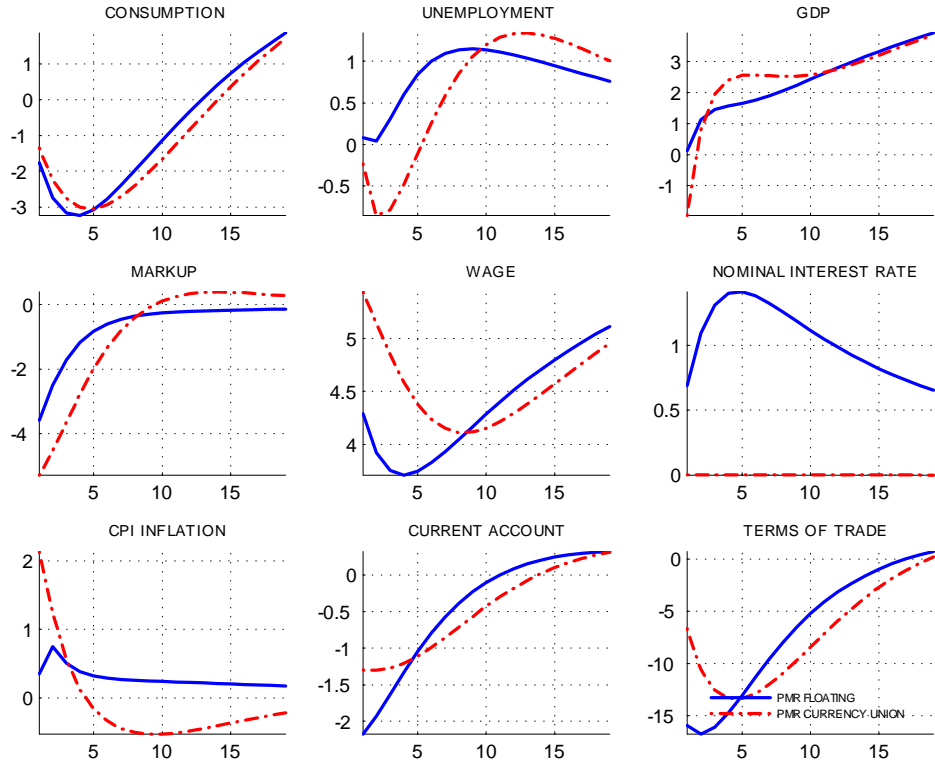 CONSUMPTION UNEMPLOYMENT GDP
1
0
-1
-2
-3
5 10 15
1
0.5
0
-0.5
5 10 15
3
2
1
0
-1
5 10 15
MARKUP WAGE NOMINAL INTEREST RATE
0
-2
-4
5 10 15
5
4.5
4
5 10 15
1
0.5
0
5 10 15
CPI INFLATION CURRENT ACCOUNT TERMS OF TRADE
2
1
0
5 10 15
0
-0.5
-1
-1.5
-2
5 10 15
0
-5
-10
-15
PMR FLOATING
PMR CURRENCY UNION
5 10 15